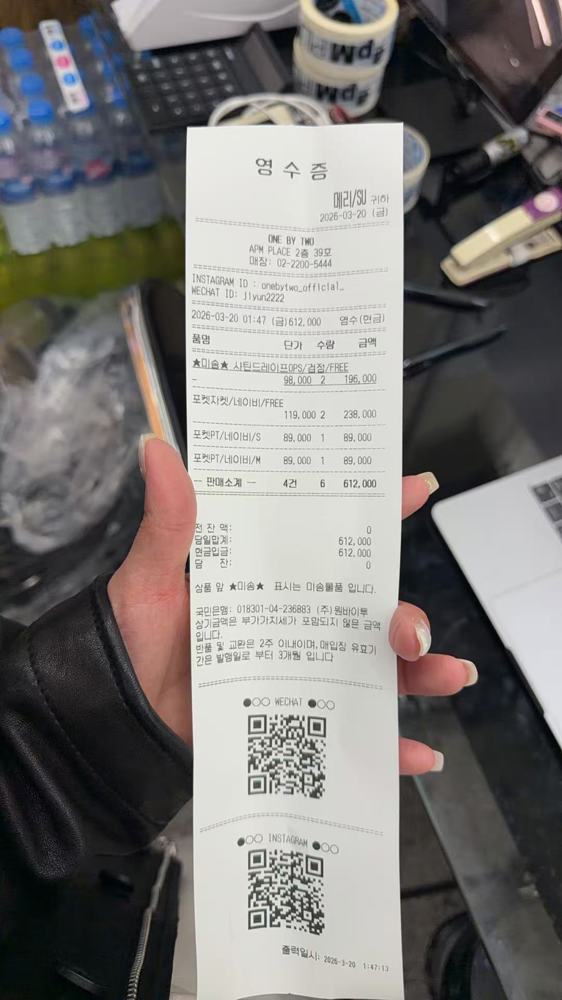 영 수 증
메리/SU 귀하
2026-03-20 (금)
ONE BY TWO
APM PLACE 2층 39호
매장: 02-2200-5444
INSTAGRAM ID : onebytwo_official_
WECHAT ID: jiyun2222
2026-03-20 01:47 (금) 612,000 영수(현금)
품명 단가 수량 금액
★미송★ 샤틴드레이프OPS/검정/FREE
- 98,000 2 196,000
포켓자켓/네이비/FREE
119,000 2 238,000
포켓PT/네이비/S 89,000 1 89,000
포켓PT/네이비/M 89,000 1 89,000
-- 판매소계 -- 4건 6 612,000
전 잔 액: 0
당일합계: 612,000
현금입금: 612,000
당 잔: 0
상품 앞 ★미송★ 표시는 미송물품 입니다.
국민은행: 018301-04-236883 (주)원바이투
상기금액은 부가가치세가 포함되지 않은 금액
입니다.
반품 및 교환은 2주 이내이며,매입장 유효기
간은 발행일로 부터 3개월 입니다
●○○ WECHAT ●○○
●○○ INSTAGRAM ●○○
출력일시: 2026-3-20 1:47:13